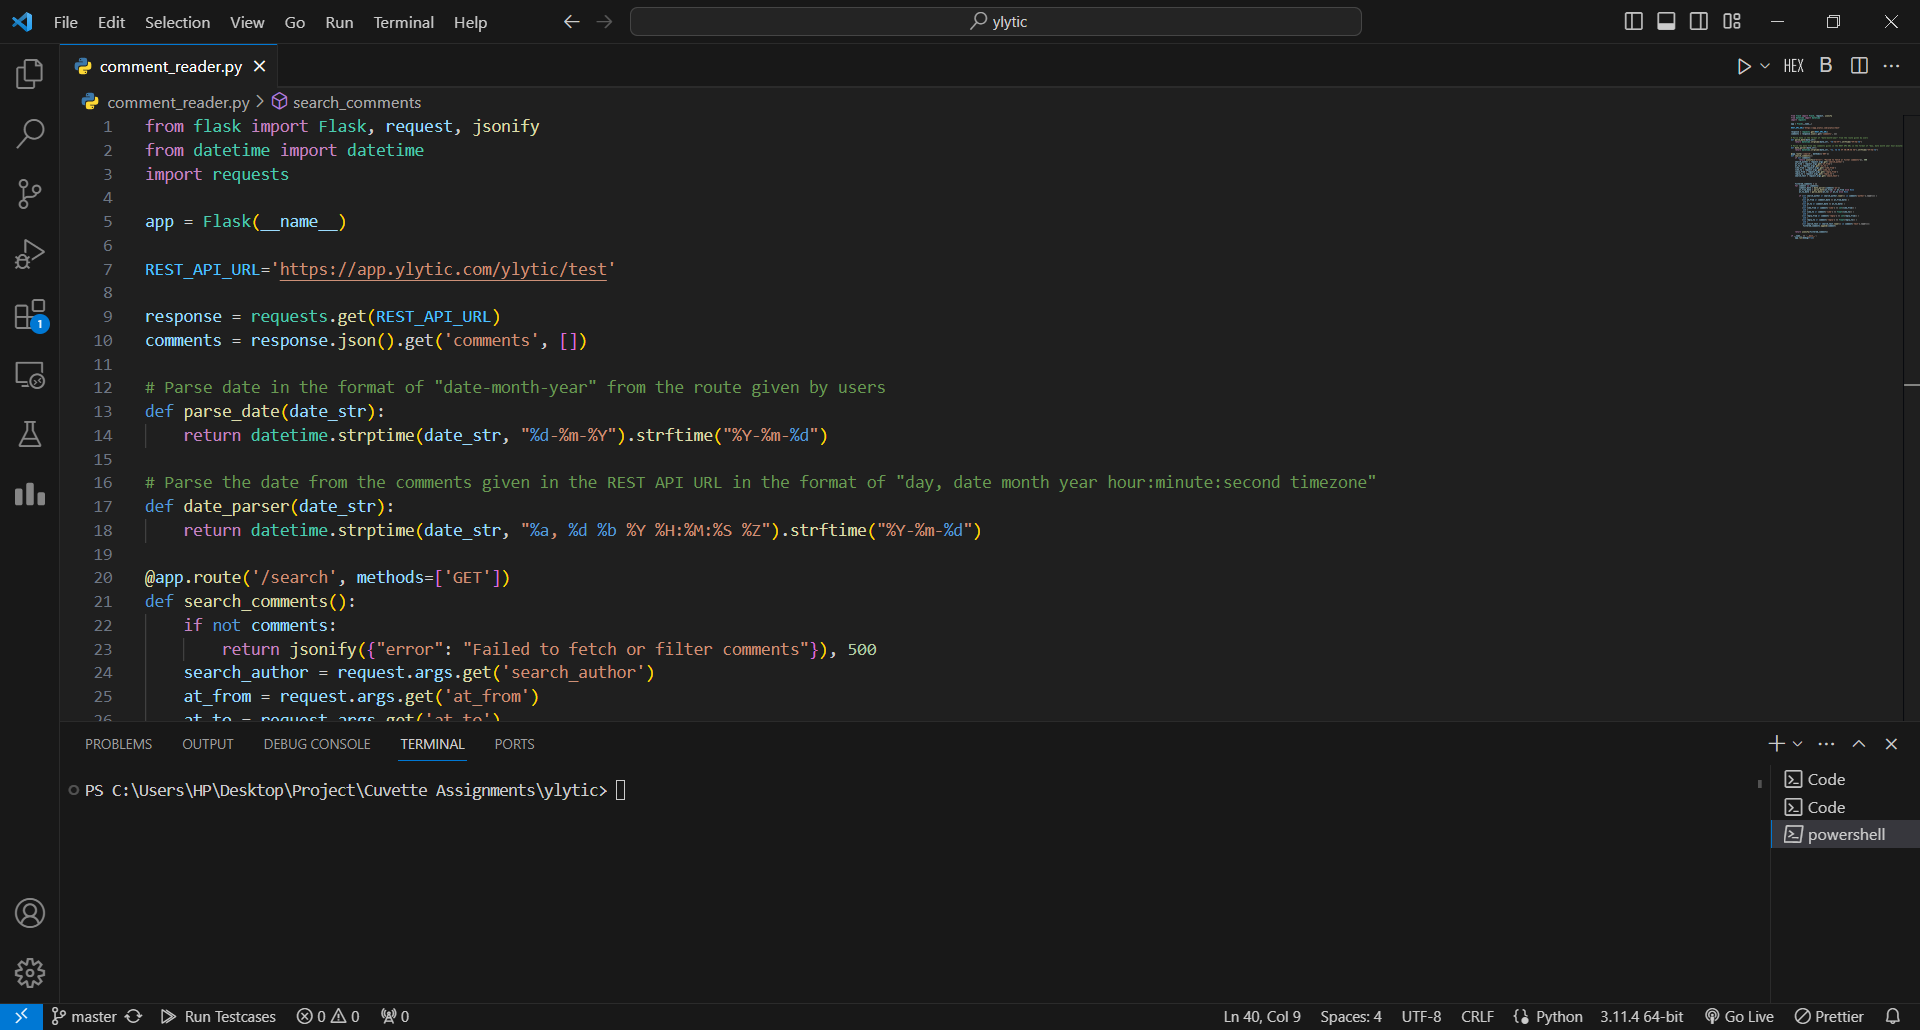 File Edit Selection View Go Run Terminal Help
ylytic
comment_reader.py
HEX B
comment_reader.py > search_comments
1 from flask import Flask, request, jsonify
2 from datetime import datetime
3 import requests
4
5 app = Flask(__name__)
6
7 REST_API_URL='https://app.ylytic.com/ylytic/test'
8
9 response = requests.get(REST_API_URL)
10 comments = response.json().get('comments', [])
11
12 # Parse date in the format of "date-month-year" from the route given by users
13 def parse_date(date_str):
14 return datetime.strptime(date_str, "%d-%m-%Y").strftime("%Y-%m-%d")
15
16 # Parse the date from the comments given in the REST API URL in the format of "day, date month year hour:minute:second timezone"
17 def date_parser(date_str):
18 return datetime.strptime(date_str, "%a, %d %b %Y %H:%M:%S %Z").strftime("%Y-%m-%d")
19
20 @app.route('/search', methods=['GET'])
21 def search_comments():
22 if not comments:
23 return jsonify({"error": "Failed to fetch or filter comments"}), 500
24 search_author = request.args.get('search_author')
25 at_from = request.args.get('at_from')
26 at_to = request.args.get('at_to')
1
PROBLEMS OUTPUT DEBUG CONSOLE TERMINAL PORTS
PS C:\Users\HP\Desktop\Project\Cuvette Assignments\ylytic>
Code
Code
powershell
master Run Testcases 0 0 0 Ln 40, Col 9 Spaces: 4 UTF-8 CRLF Python 3.11.4 64-bit Go Live Prettier